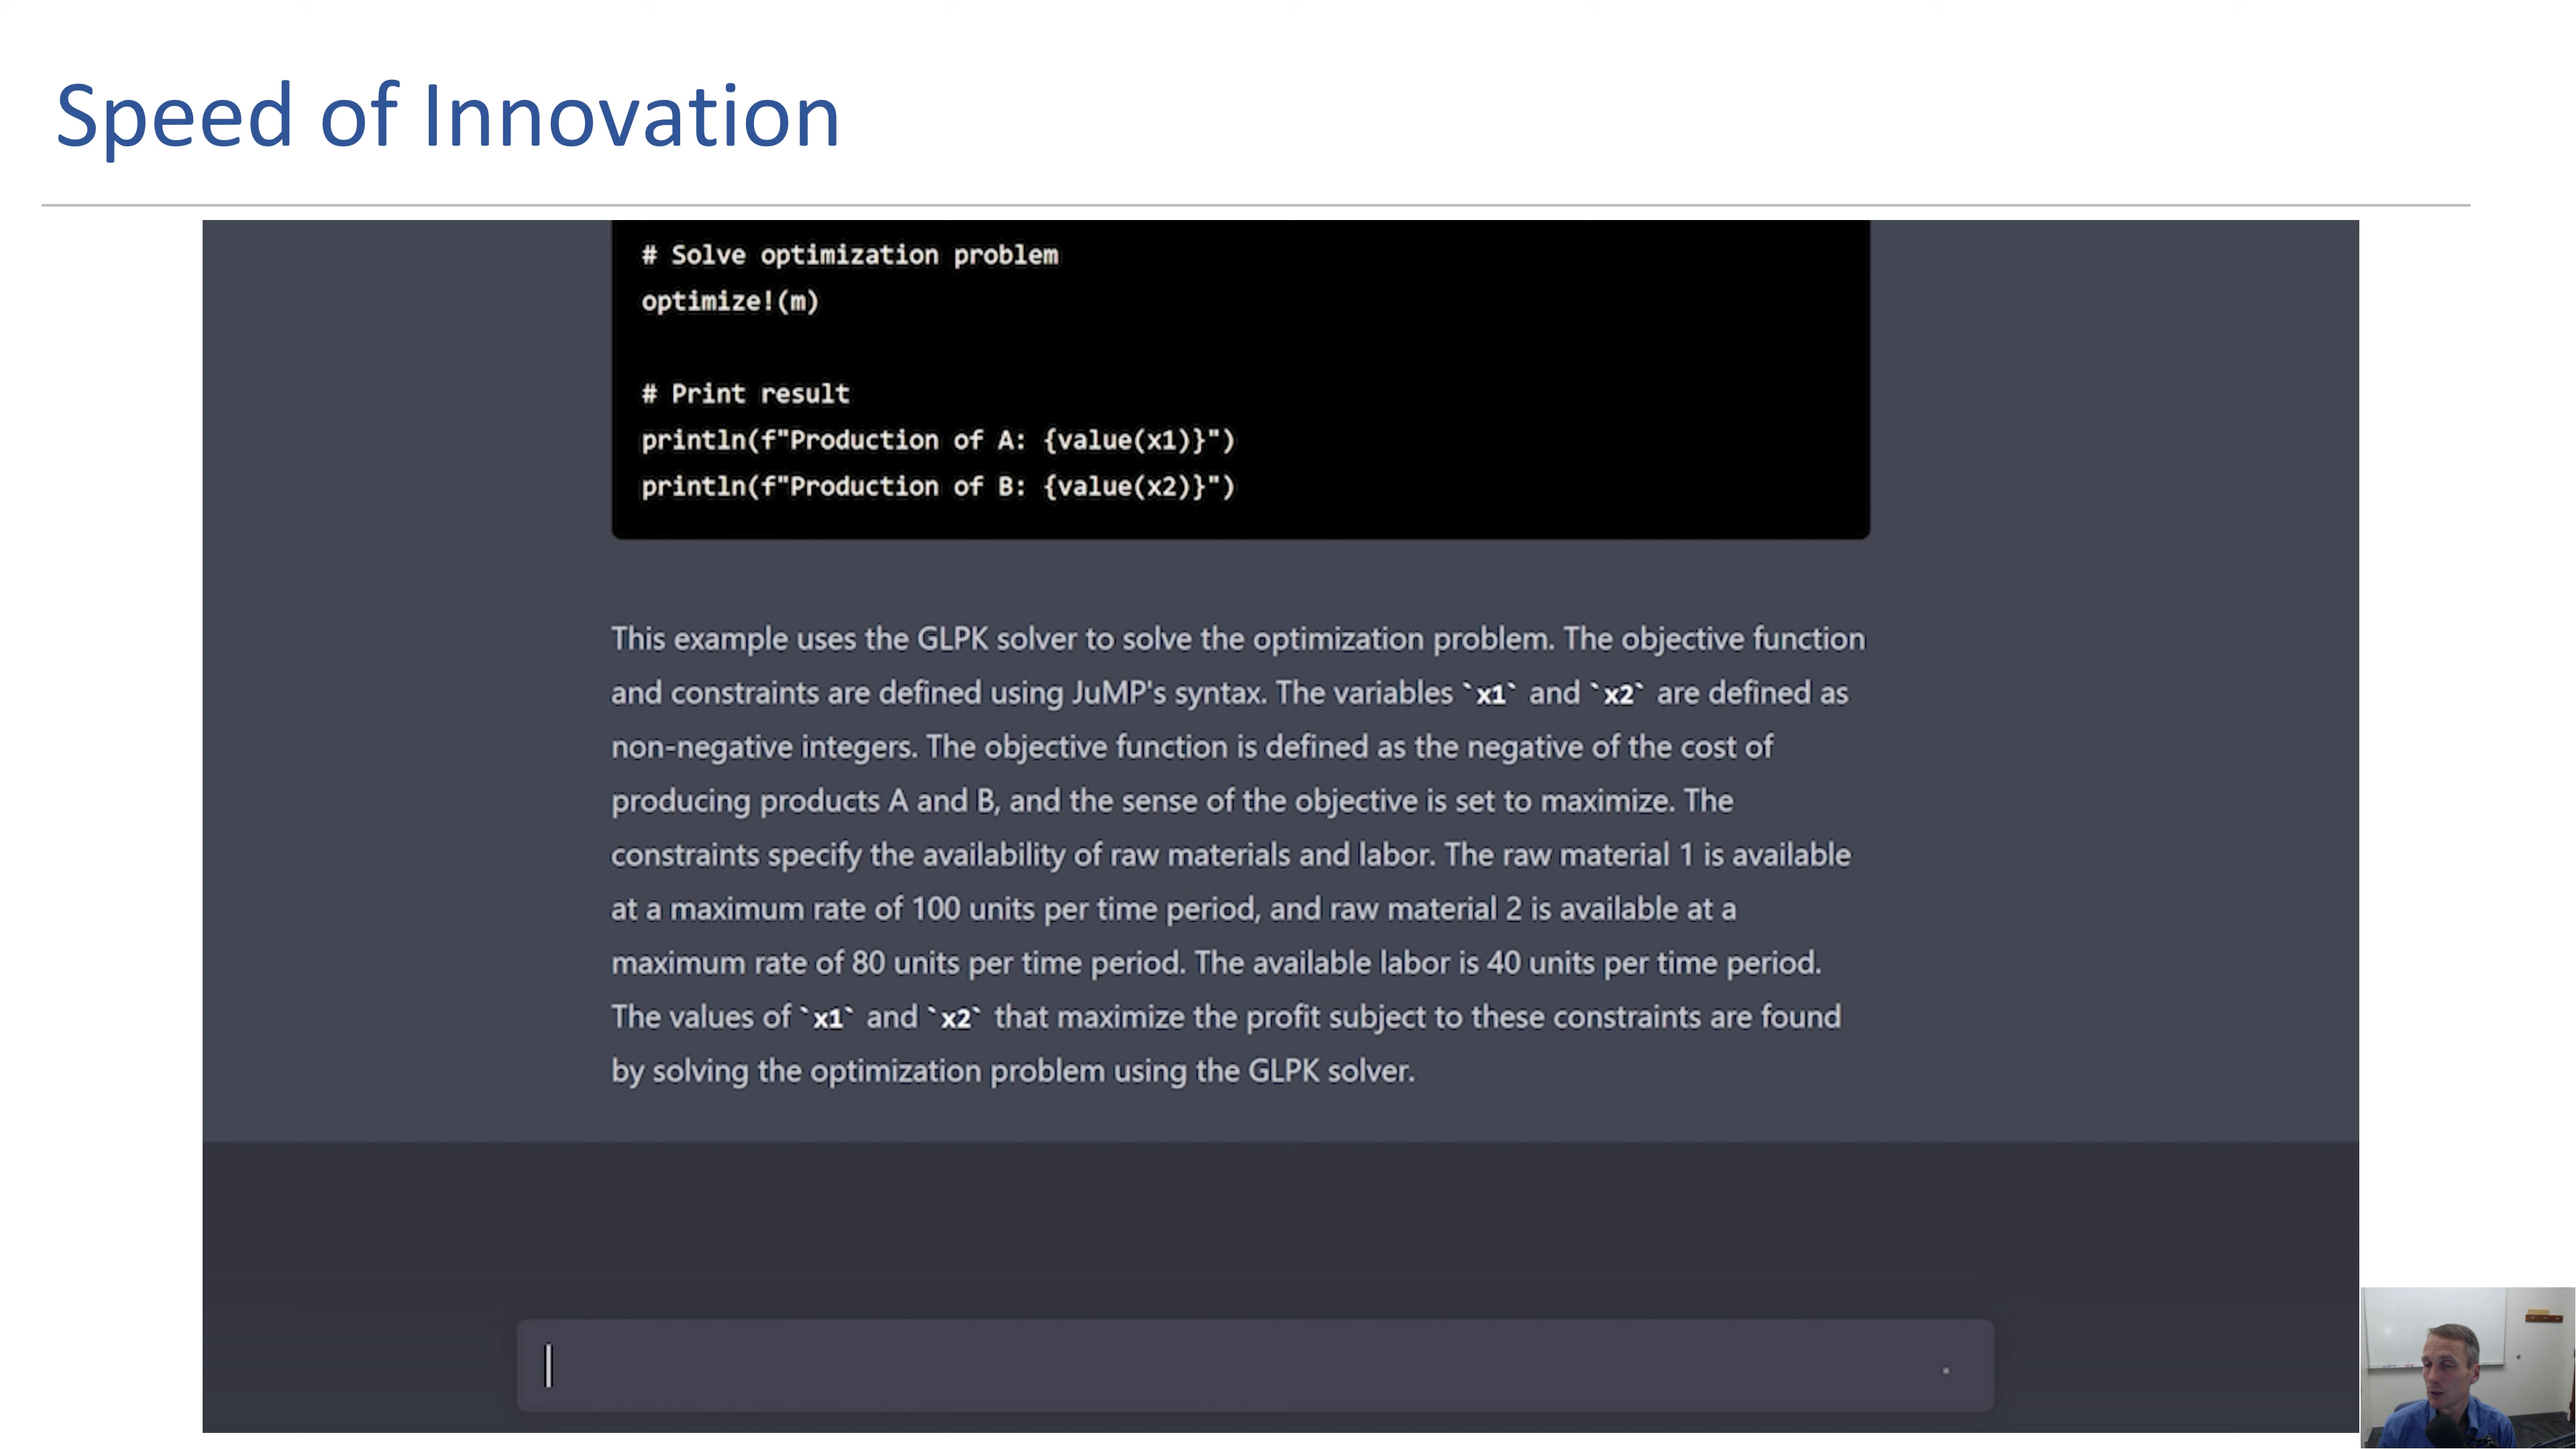 Speed of Innovation
# Solve optimization problem
optimize!(m)
# Print result
println(f"Production of A: {value(x1)}")
println(f"Production of B: {value(x2)}")
This example uses the GLPK solver to solve the optimization problem. The objective function
and constraints are defined using JuMP's syntax. The variables `x1` and `x2` are defined as
non-negative integers. The objective function is defined as the negative of the cost of
producing products A and B, and the sense of the objective is set to maximize. The
constraints specify the availability of raw materials and labor. The raw material 1 is available
at a maximum rate of 100 units per time period, and raw material 2 is available at a
maximum rate of 80 units per time period. The available labor is 40 units per time period.
The values of `x1` and `x2` that maximize the profit subject to these constraints are found
by solving the optimization problem using the GLPK solver.